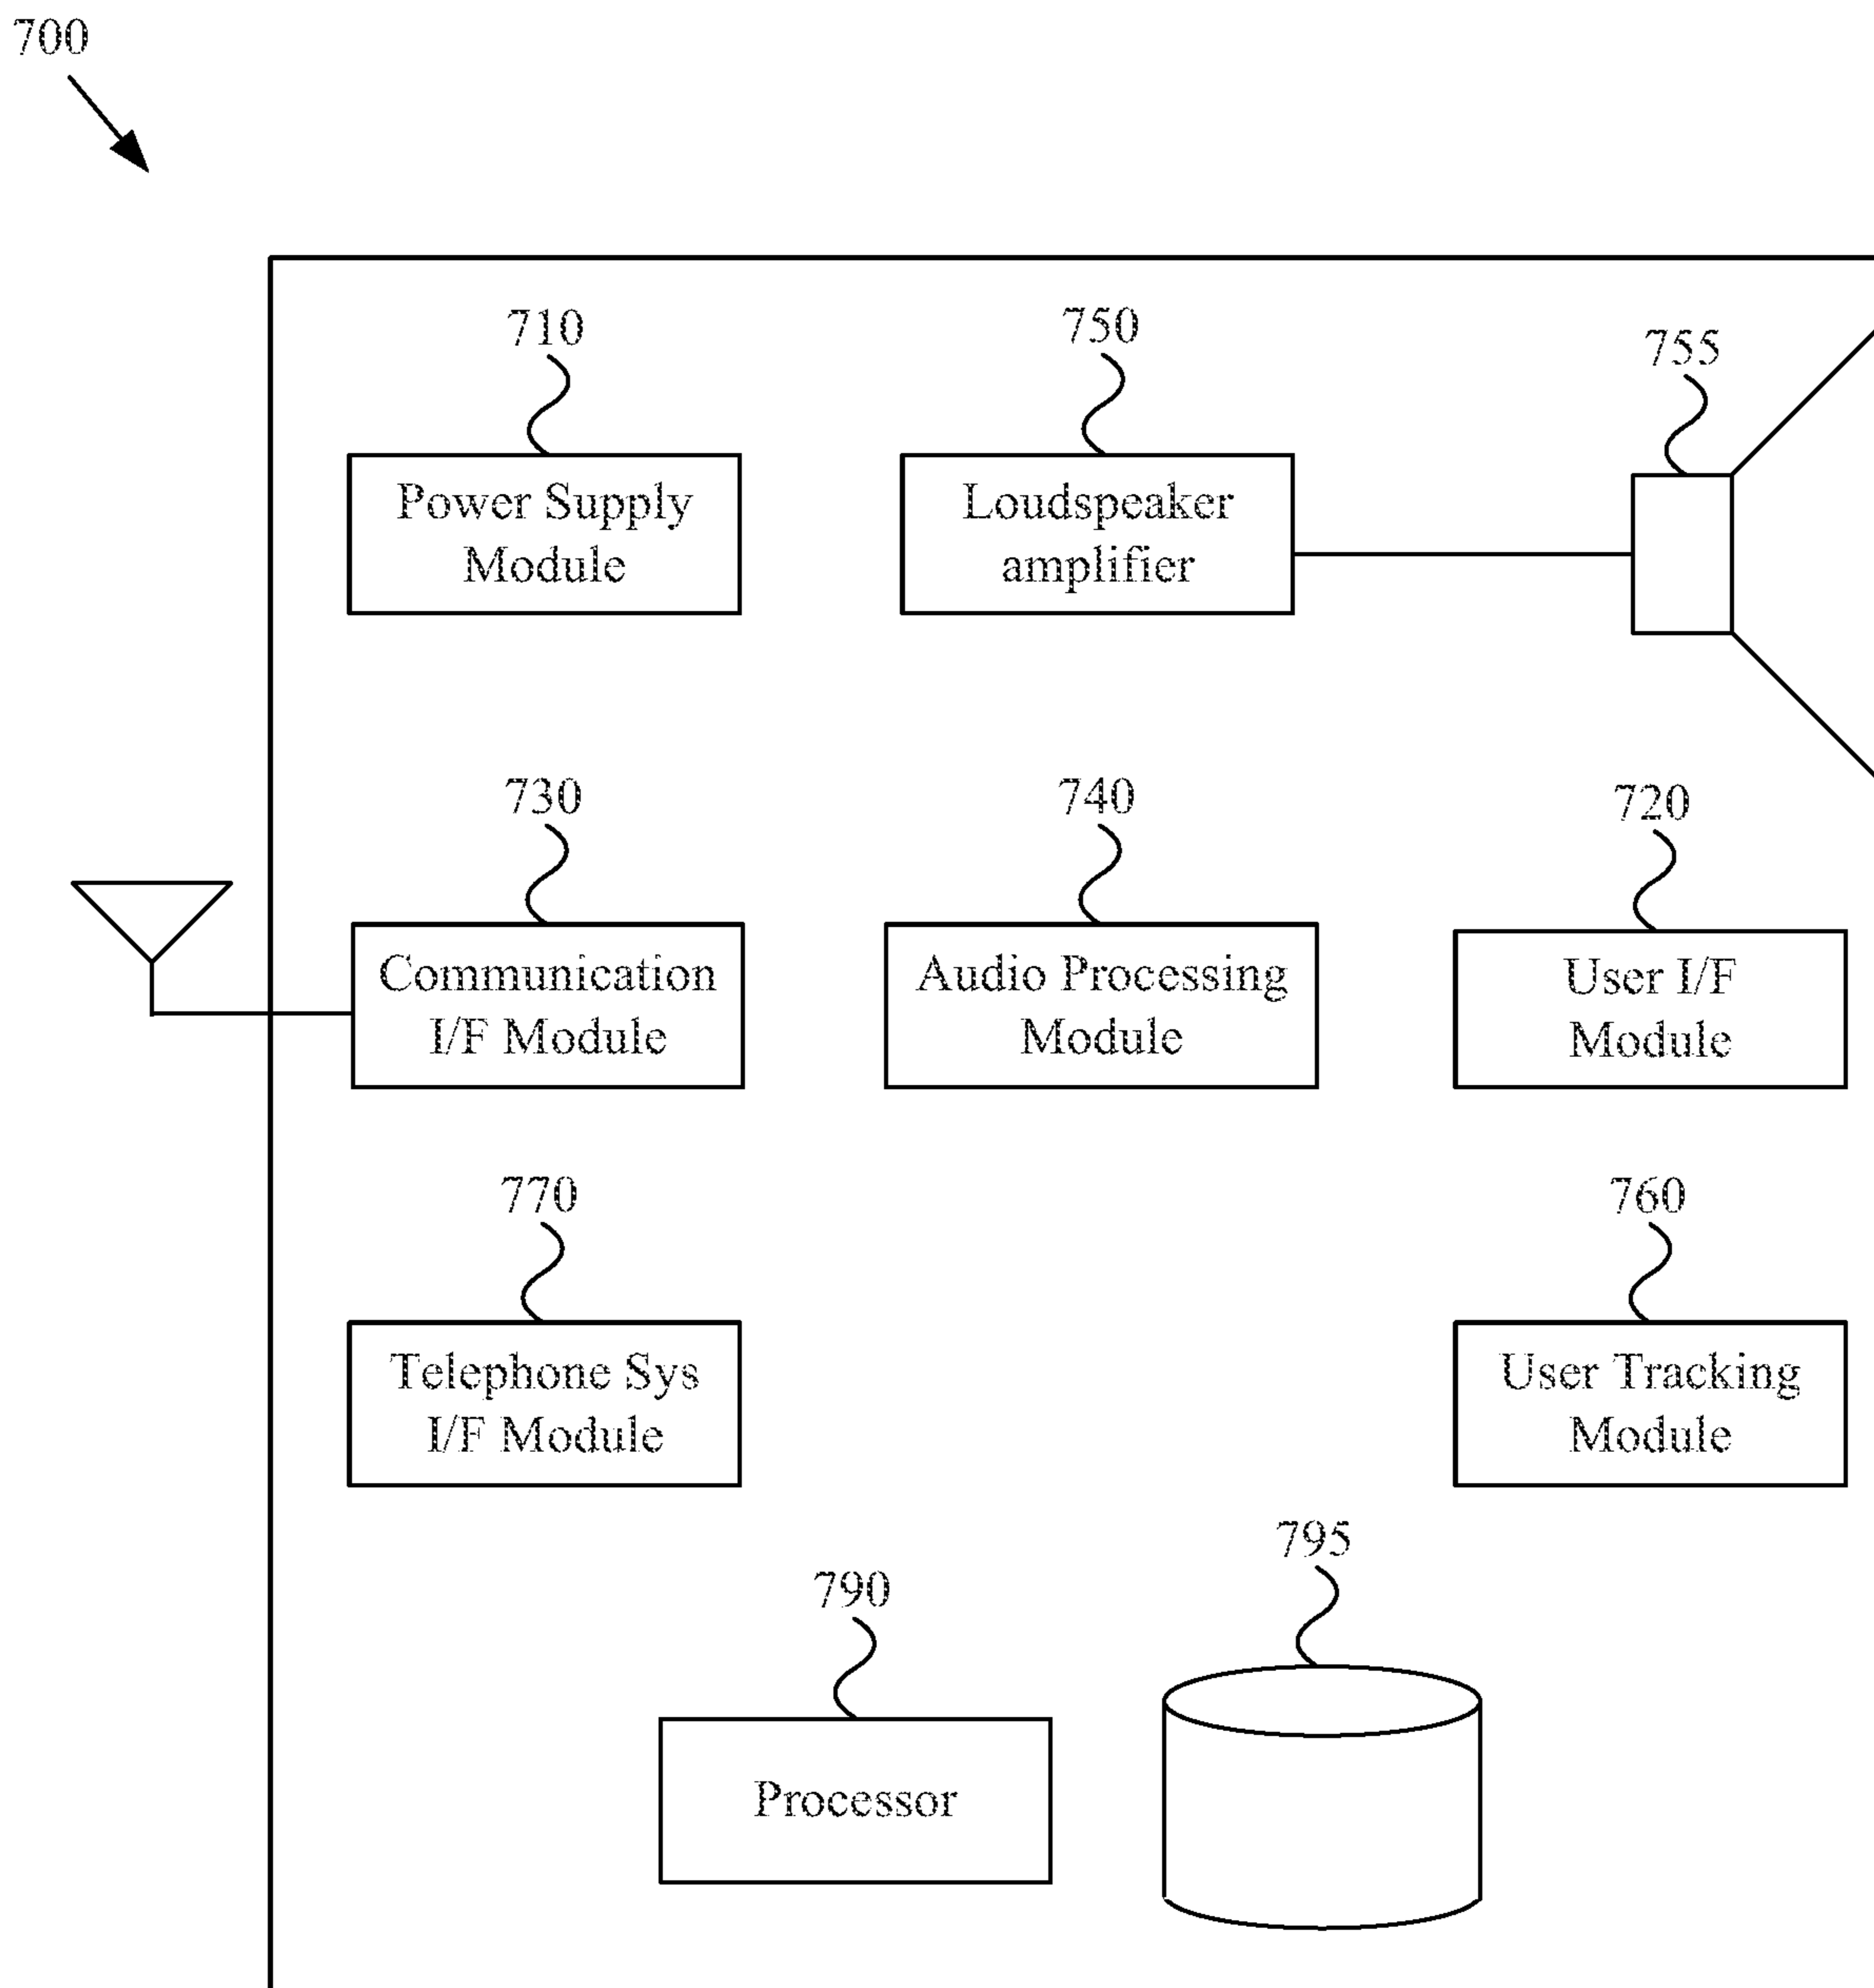 700
710
Power Supply
Module
750
Loudspeaker
amplifier
755
730
Communication
I/F Module
740
Audio Processing
Module
720
User I/F
Module
770
Telephone Sys
I/F Module
760
User Tracking
Module
790
Processor
795